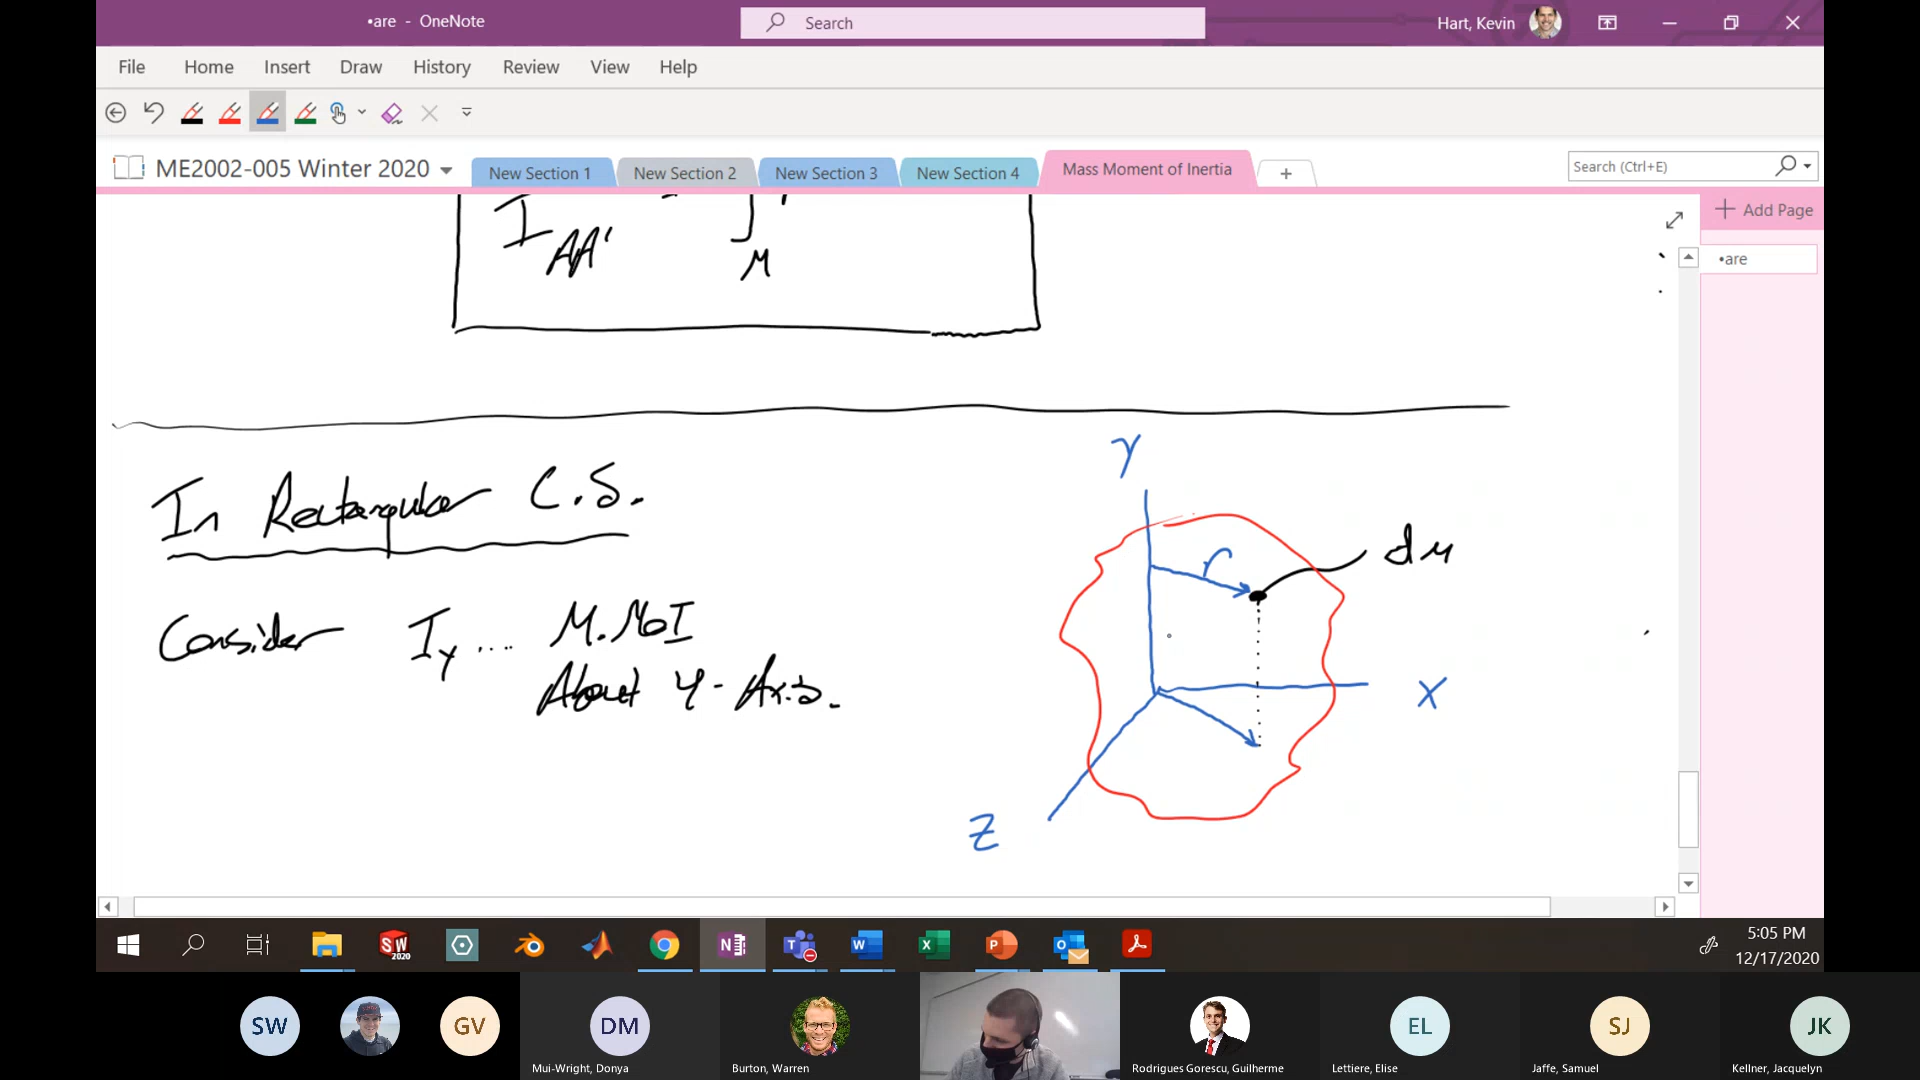 •are - OneNote
Search
Hart, Kevin
File Home Insert Draw History Review View Help
ME2002-005 Winter 2020
New Section 1
New Section 2
New Section 3
New Section 4
Mass Moment of Inertia
+
Search (Ctrl+E)
Add Page
•are
I AA' = ∫ M
In Rectangular C.S.
Consider Iy .... M.MoI
About Y-Axis.
Y
r
dm
X
Z
SW
2020
N
W
X
P
5:05 PM
12/17/2020
SW
GV
DM
EL
SJ
JK
Mui-Wright, Donya
Burton, Warren
Rodrigues Gorescu, Guilherme
Lettiere, Elise
Jaffe, Samuel
Kellner, Jacquelyn